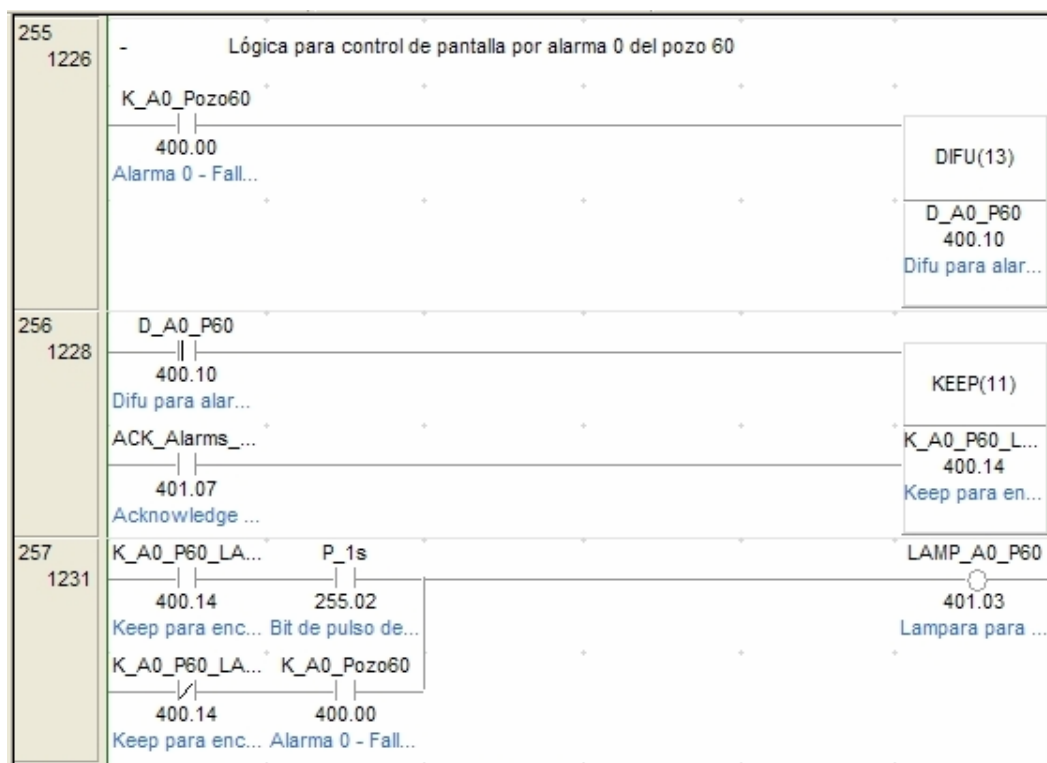 255
1226
- Lógica para control de pantalla por alarma 0 del pozo 60
K_A0_Pozo60
400.00
Alarma 0 - Fall...
DIFU(13)
D_A0_P60
400.10
Difu para alar...
256
1228
D_A0_P60
400.10
Difu para alar...
KEEP(11)
ACK_Alarms_...
401.07
Acknowledge ...
K_A0_P60_L...
400.14
Keep para en...
257
1231
K_A0_P60_LA... P_1s LAMP_A0_P60
400.14 255.02 401.03
Keep para enc... Bit de pulso de... Lampara para ...
K_A0_P60_LA... K_A0_Pozo60
400.14 400.00
Keep para enc... Alarma 0 - Fall...